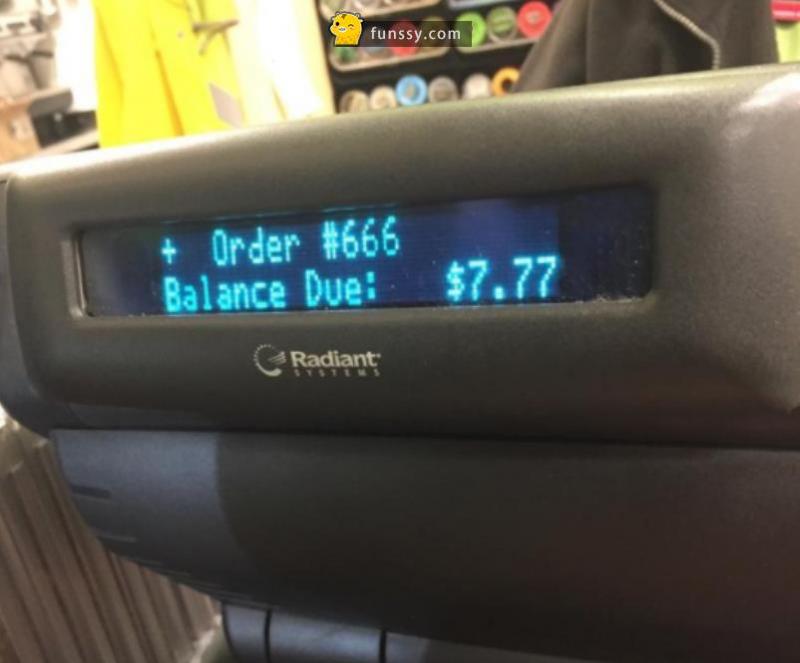 funssy.com
+ Order #666
Balance Due: $7.77
Radiant
SYSTEMS